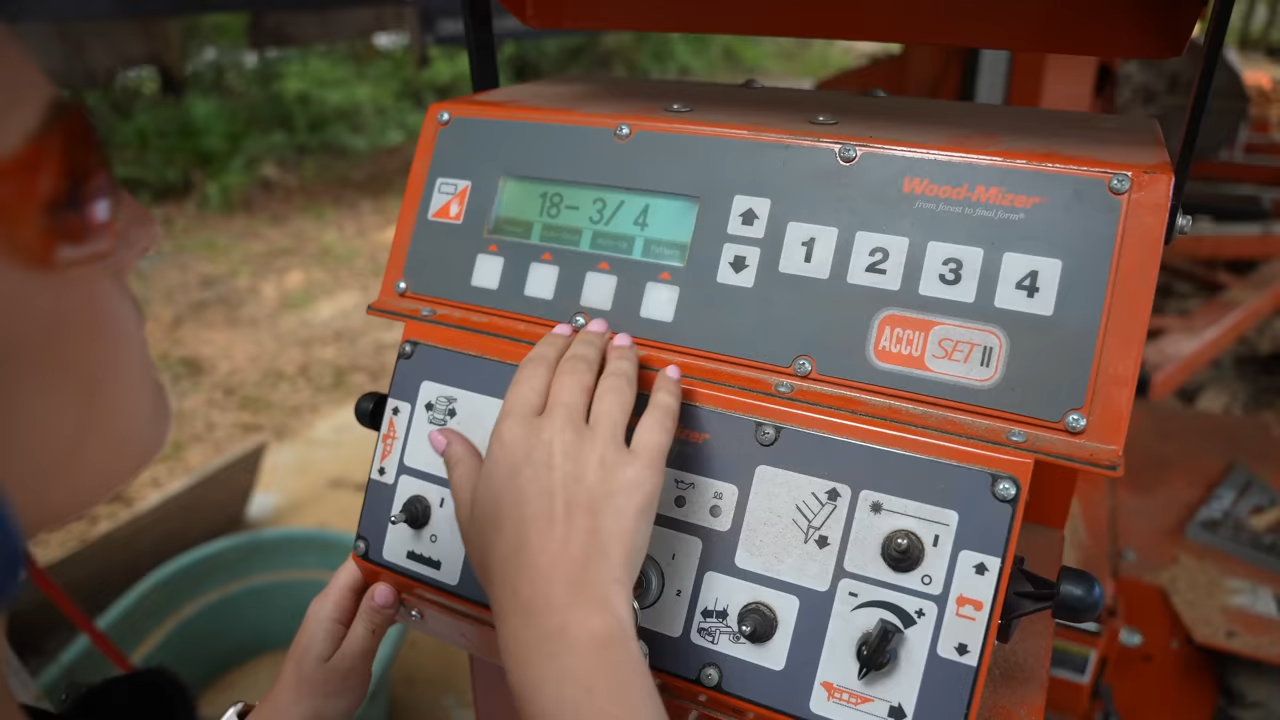 18- 3/ 4
Wood-Mizer
from forest to final form®
1
2
3
4
ACCU SET II
I
O
1
2
I
O
- +